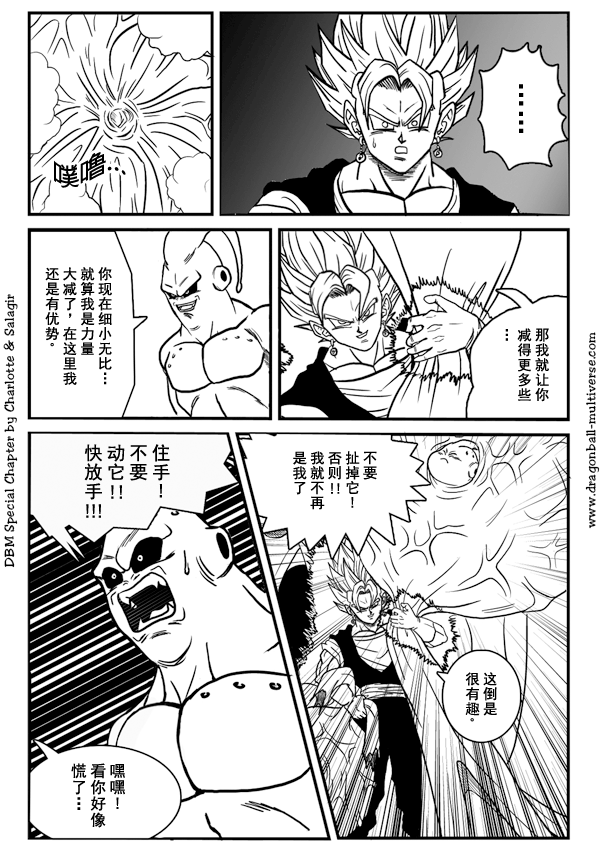 噗噜…
……
你现在细小无比…
就算我是力量
大减了，在这里我
还是有优势。
那我就让你
减得更多些
…
住手！
不要
动它!!
快放手!!!
嘿嘿！
看你好像
慌了…
不要
扯掉它！
否则!!
我就不再
是我了
这倒是
很有趣。
DBM Special Chapter by Charlotte & Salagir
www.dragonball-multiverse.com